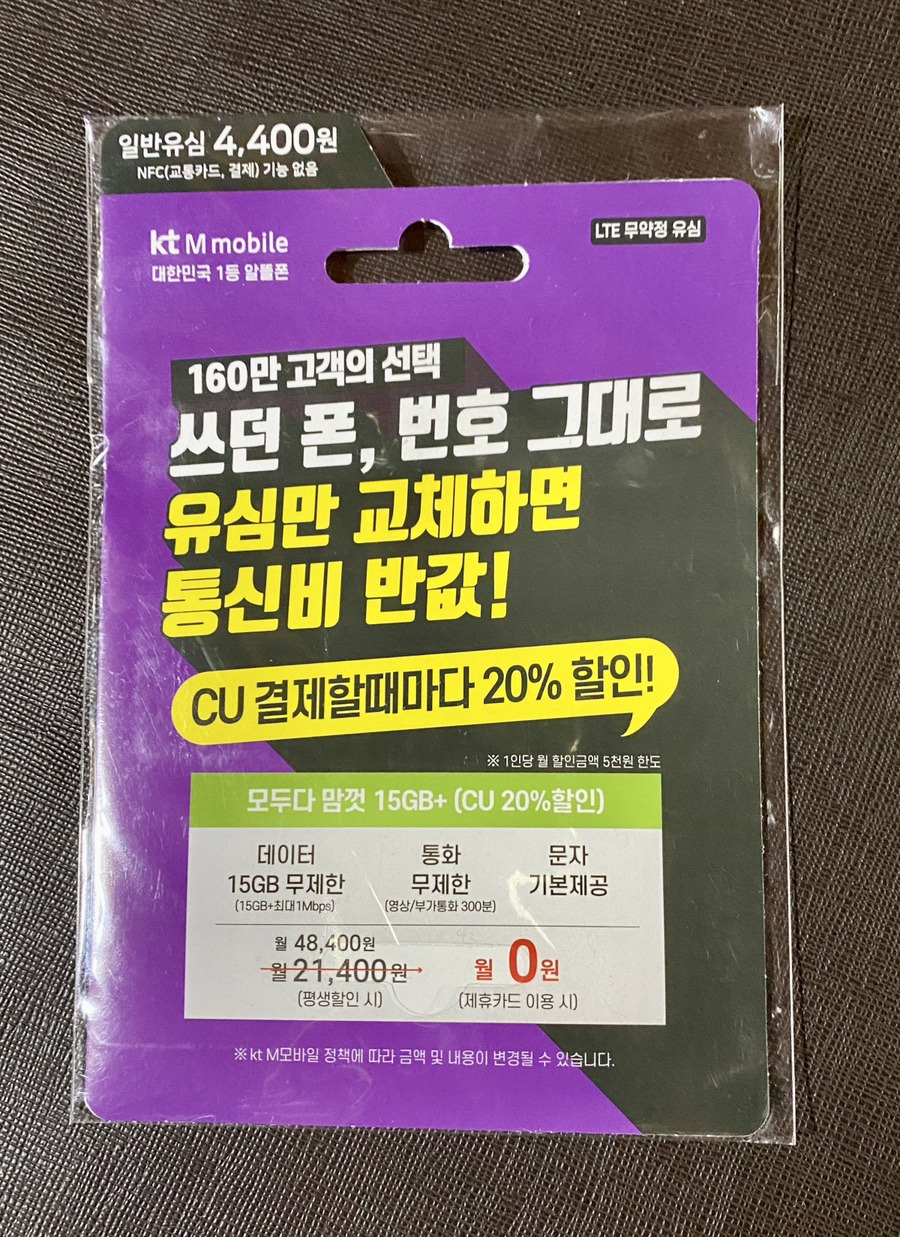 일반유심 4,400원
NFC(교통카드, 결제) 기능 없음
kt M mobile
대한민국 1등 알뜰폰
LTE 무약정 유심
160만 고객의 선택
쓰던 폰, 번호 그대로
유심만 교체하면
통신비 반값!
CU 결제할때마다 20% 할인!
※ 1인당 월 할인금액 5천원 한도
모두다 맘껏 15GB+ (CU 20%할인)
데이터 통화 문자
15GB 무제한 무제한 기본제공
(15GB+최대1Mbps) (영상/부가통화 300분)
월 48,400원
월 21,400원 월 0원
(평생할인 시) (제휴카드 이용 시)
※ kt M모바일 정책에 따라 금액 및 내용이 변경될 수 있습니다.